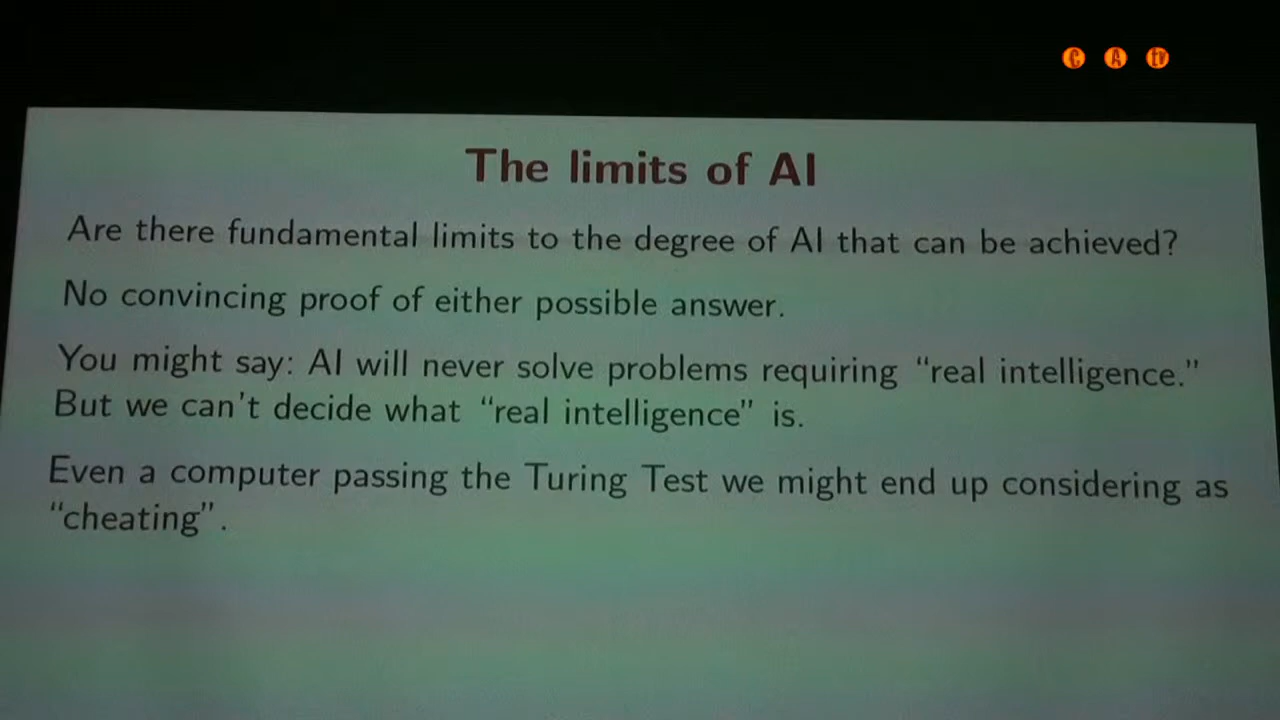 C A tv
The limits of AI
Are there fundamental limits to the degree of AI that can be achieved?
No convincing proof of either possible answer.
You might say: AI will never solve problems requiring “real intelligence.”
But we can't decide what “real intelligence” is.
Even a computer passing the Turing Test we might end up considering as
“cheating”.